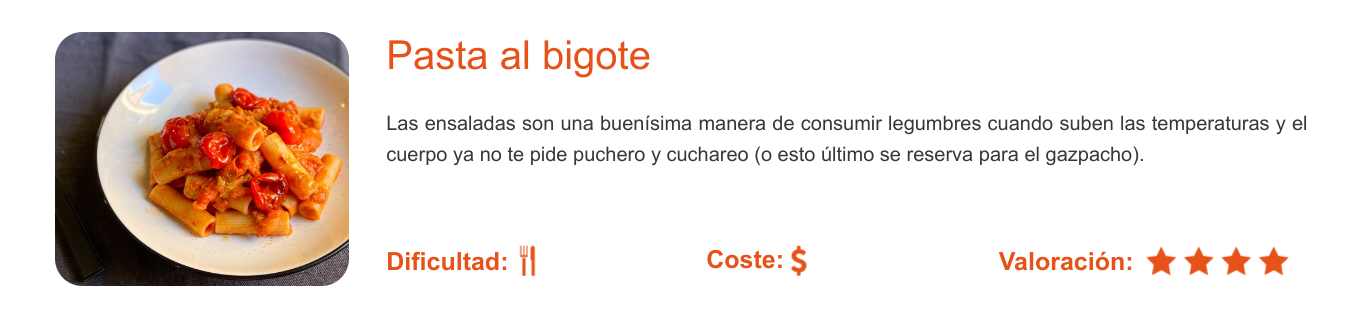 Pasta al bigote
Las ensaladas son una buenísima manera de consumir legumbres cuando suben las temperaturas y el
cuerpo ya no te pide puchero y cuchareo (o esto último se reserva para el gazpacho).
Dificultad:
Coste: $
Valoración: